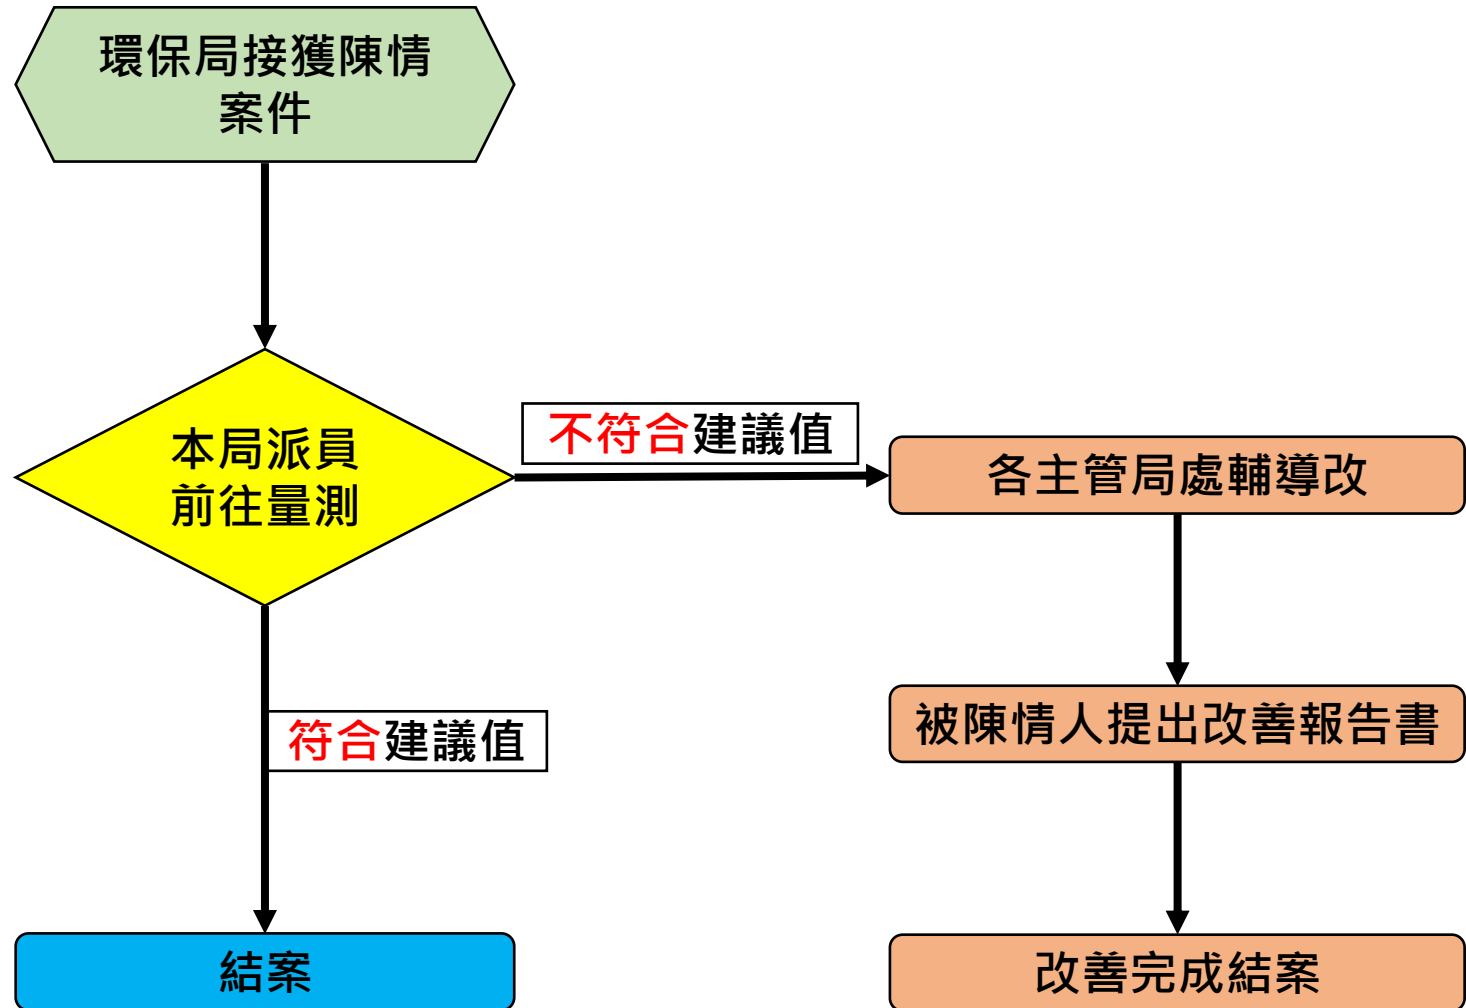 環保局接獲陳情
案件
本局派員
前往量測
不符合建議值
各主管局處輔導改
符合建議值
被陳情人提出改善報告書
結案
改善完成結案